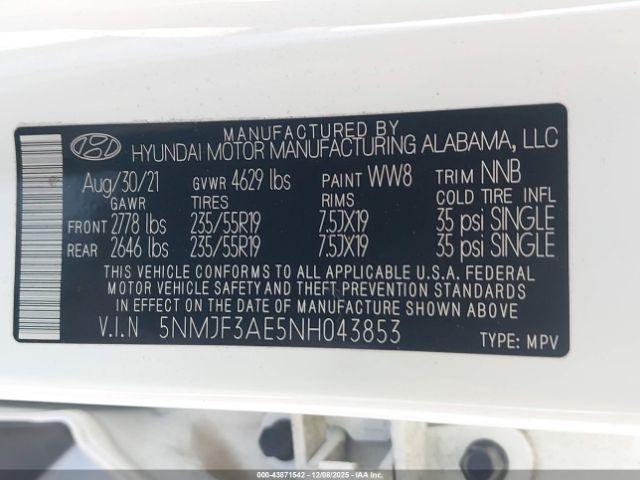 MANUFACTURED BY
HYUNDAI MOTOR MANUFACTURING ALABAMA, LLC
Aug/30/21 GVWR 4629 lbs PAINT WW8 TRIM NNB
GAWR TIRES RIMS COLD TIRE INFL
FRONT 2778 lbs 235/55R19 7.5JX19 35 psi SINGLE
REAR 2646 lbs 235/55R19 7.5JX19 35 psi SINGLE
THIS VEHICLE CONFORMS TO ALL APPLICABLE U.S.A. FEDERAL
MOTOR VEHICLE SAFETY AND THEFT PREVENTION STANDARDS
IN EFFECT ON THE DATE OF MANUFACTURE SHOWN ABOVE
V.I.N 5NMJF3AE5NH043853 TYPE: MPV
000-43871542 - 12/08/2025 - COPYRIGHT IAA, LLC